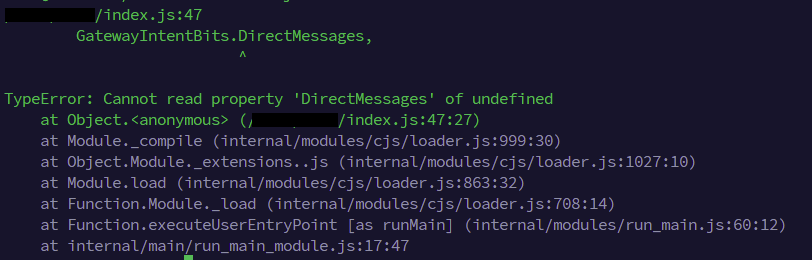 /index.js:47
GatewayIntentBits.DirectMessages,
^
TypeError: Cannot read property 'DirectMessages' of undefined
at Object.<anonymous> (/index.js:47:27)
at Module._compile (internal/modules/cjs/loader.js:999:30)
at Object.Module._extensions..js (internal/modules/cjs/loader.js:1027:10)
at Module.load (internal/modules/cjs/loader.js:863:32)
at Function.Module._load (internal/modules/cjs/loader.js:708:14)
at Function.executeUserEntryPoint [as runMain] (internal/modules/run_main.js:60:12)
at internal/main/run_main_module.js:17:47